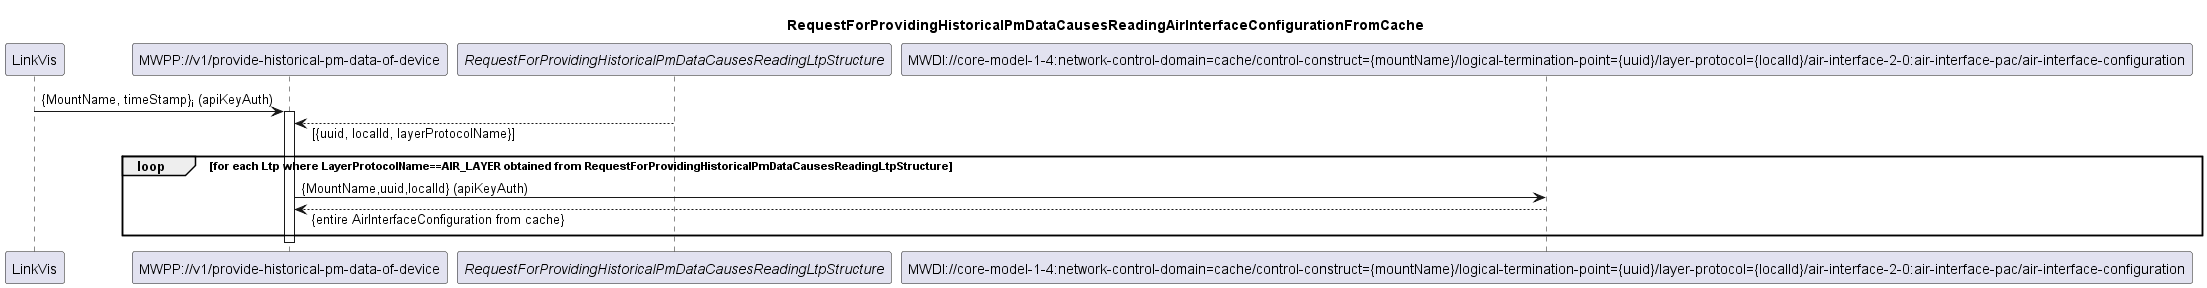 RequestForProvidingHistoricalPmDataCausesReadingAirInterfaceConfigurationFromCache
LinkVis
MWPP://v1/provide-historical-pm-data-of-device
RequestForProvidingHistoricalPmDataCausesReadingLtpStructure
MWDI://core-model-1-4:network-control-domain=cache/control-construct={mountName}/logical-termination-point={uuid}/layer-protocol={localId}/air-interface-2-0:air-interface-pac/air-interface-configuration
{MountName, timeStamp}i (apiKeyAuth)
[{uuid, localId, layerProtocolName}]
loop
[for each Ltp where LayerProtocolName==AIR_LAYER obtained from RequestForProvidingHistoricalPmDataCausesReadingLtpStructure]
{MountName,uuid,localId} (apiKeyAuth)
{entire AirInterfaceConfiguration from cache}
LinkVis
MWPP://v1/provide-historical-pm-data-of-device
RequestForProvidingHistoricalPmDataCausesReadingLtpStructure
MWDI://core-model-1-4:network-control-domain=cache/control-construct={mountName}/logical-termination-point={uuid}/layer-protocol={localId}/air-interface-2-0:air-interface-pac/air-interface-configuration